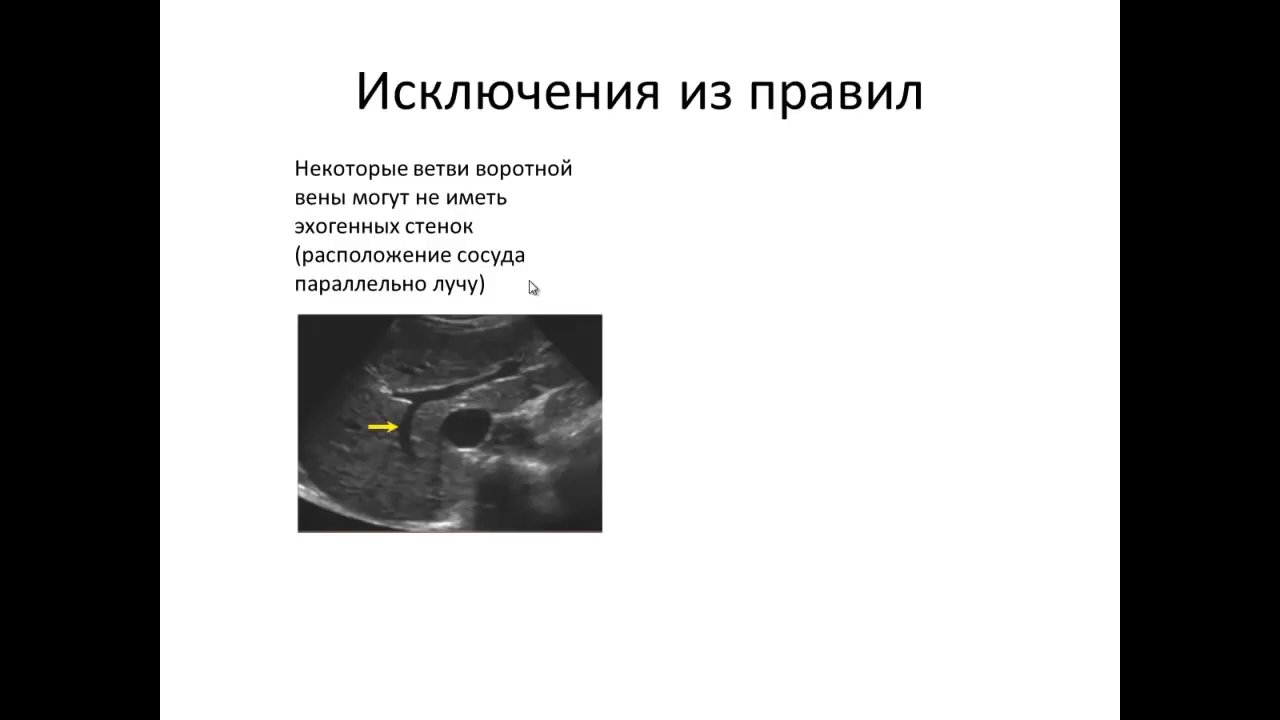 Исключения из правил
Некоторые ветви воротной
вены могут не иметь
эхогенных стенок
(расположение сосуда
параллельно лучу)